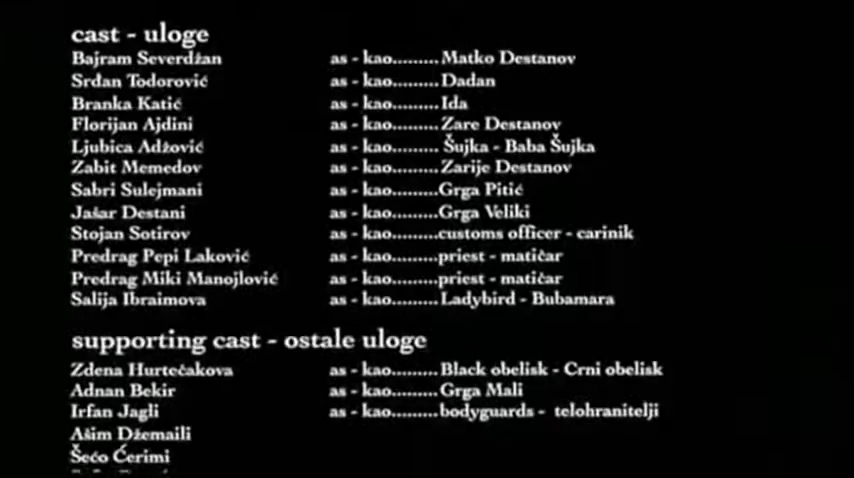 cast - uloge
Bajram Severdžan as - kao.........Matko Destanov
Srđan Todorović as - kao.........Dadan
Branka Katić as - kao.........Ida
Florijan Ajdini as - kao.........Zare Destanov
Ljubica Adžović as - kao......... Šujka - Baba Šujka
Zabit Memedov as - kao.........Zarije Destanov
Sabri Sulejmani as - kao.........Grga Pitić
Jašar Destani as - kao.........Grga Veliki
Stojan Sotirov as - kao.........customs officer - carinik
Predrag Pepi Laković as - kao.........priest - matičar
Predrag Miki Manojlović as - kao.........priest - matičar
Salija Ibraimova as - kao.........Ladybird - Bubamara
supporting cast - ostale uloge
Zdena Hurtečakova as - kao.........Black obelisk - Crni obelisk
Adnan Bekir as - kao.........Grga Mali
Irfan Jagli as - kao.........bodyguards - telohranitelji
Ašim Džemaili
Šećo Ćerimi